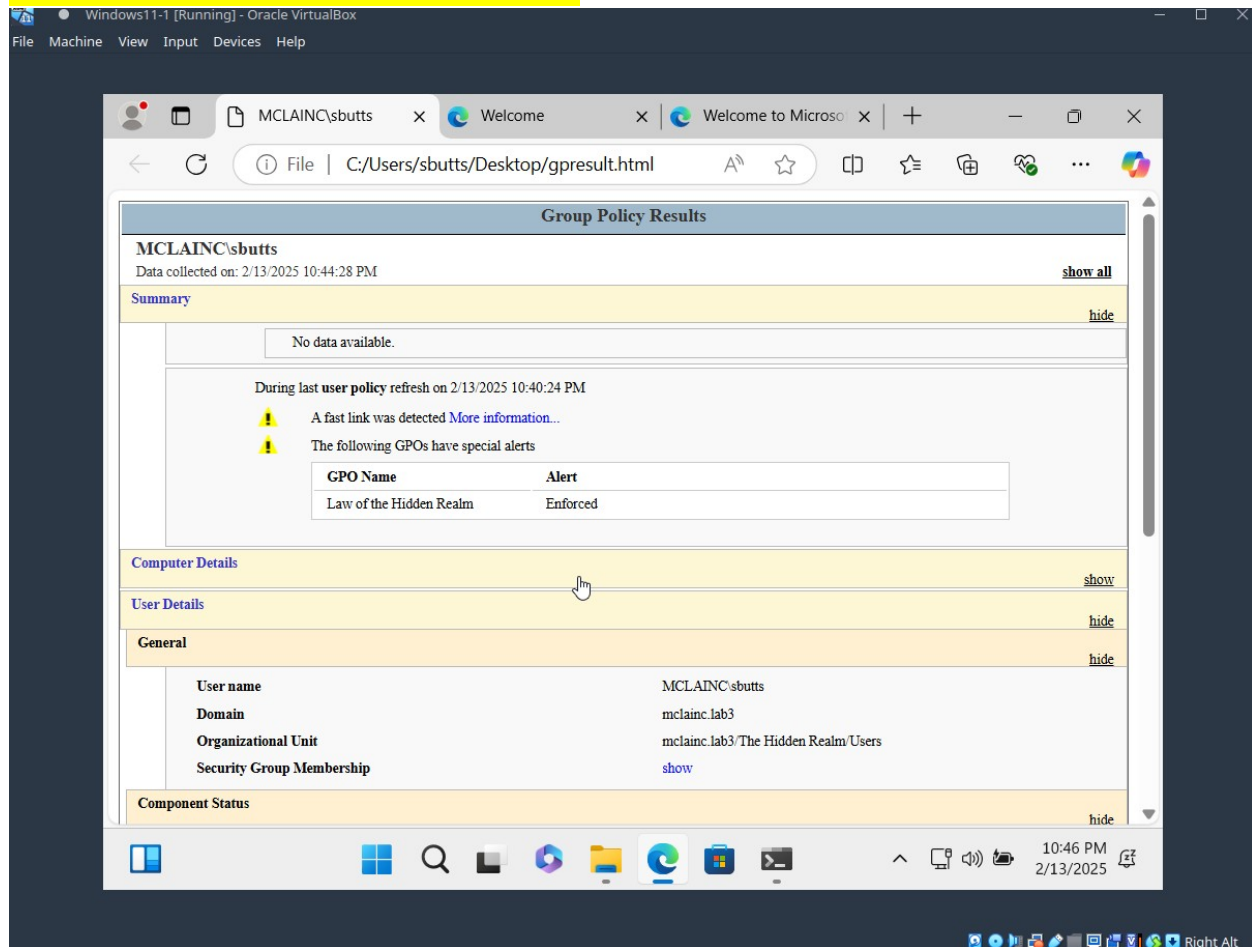 Windows11-1 [Running] - Oracle VirtualBox
File Machine View Input Devices Help
MCLAINC\sbutts Welcome Welcome to Microso
File | C:/Users/sbutts/Desktop/gpresult.html
Group Policy Results
MCLAINC\sbutts
Data collected on: 2/13/2025 10:44:28 PM show all
Summary
hide
No data available.
During last user policy refresh on 2/13/2025 10:40:24 PM
A fast link was detected More information...
The following GPOs have special alerts
GPO Name Alert
Law of the Hidden Realm Enforced
Computer Details
show
User Details
hide
General
hide
User name MCLAINC\sbutts
Domain mclainc.lab3
Organizational Unit mclainc.lab3/The Hidden Realm/Users
Security Group Membership show
Component Status
hide
10:46 PM
2/13/2025
Right Alt